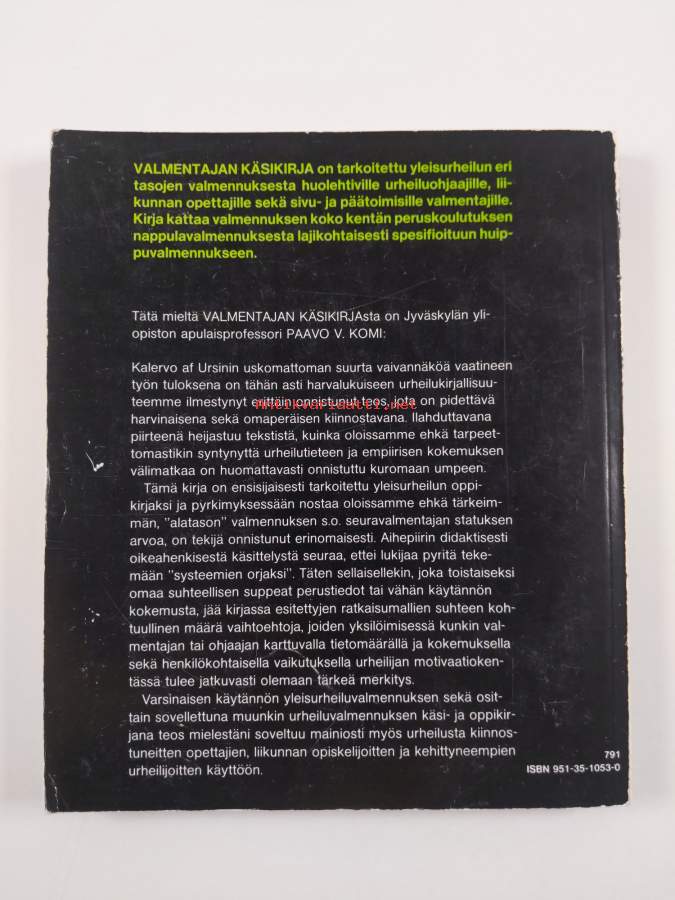 VALMENTAJAN KÄSIKIRJA on tarkoitettu yleisurheilun eri
tasojen valmennuksesta huolehtiville urheiluohjaajille, lii-
kunnan opettajille sekä sivu- ja päätoimisille valmentajille.
Kirja kattaa valmennuksen koko kentän peruskoulutuksen
nappulavalmennuksesta lajikohtaisesti spesifioituun huip-
puvalmennukseen.
Tätä mieltä VALMENTAJAN KÄSIKIRJAsta on Jyväskylän yli-
opiston apulaisprofessori PAAVO V. KOMI:
Kalervo af Ursinin uskomattoman suurta vaivannäköä vaatineen
työn tuloksena on tähän asti harvalukuiseen urheilukirjallisuu-
teemme ilmestynyt erittäin onnistunut teos, jota on pidettävä
Antikvariaatti.net
harvinaisena sekä omaperäisen kiinnostavana. Ilahduttavana
piirteenä heijastuu tekstistä, kuinka oloissamme ehkä tarpeet-
tomastikin syntynyttä urheilutieteen ja empiirisen kokemuksen
välimatkaa on huomattavasti onnistuttu kuromaan umpeen.
Tämä kirja on ensisijaisesti tarkoitettu yleisurheilun oppi-
kirjaksi ja pyrkimyksessään nostaa oloissamme ehkä tärkeim-
män, "alatason" valmennuksen s.o. seuravalmentajan statuksen
arvoa, on tekijä onnistunut erinomaisesti. Aihepiirin didaktisesti
oikeahenkisestä käsittelystä seuraa, ettei lukijaa pyritä teke-
mään "systeemien orjaksi". Täten sellaisellekin, joka toistaiseksi
omaa suhteellisen suppeat perustiedot tai vähän käytännön
kokemusta, jää kirjassa esitettyjen ratkaisumallien suhteen koh-
tuullinen määrä vaihtoehtoja, joiden yksilöimisessä kunkin val-
mentajan tai ohjaajan karttuvalla tietomäärällä ja kokemuksella
sekä henkilökohtaisella vaikutuksella urheilijan motivaatioken-
tässä tulee jatkuvasti olemaan tärkeä merkitys.
Varsinaisen käytännön yleisurheiluvalmennuksen sekä osit-
tain sovellettuna muunkin urheiluvalmennuksen käsi- ja oppikir-
jana teos mielestäni soveltuu mainiosti myös urheilusta kiinnos-
tuneitten opettajien, liikunnan opiskelijoitten ja kehittyneempien
urheilijoitten käyttöön.
791
ISBN 951-35-1053-0